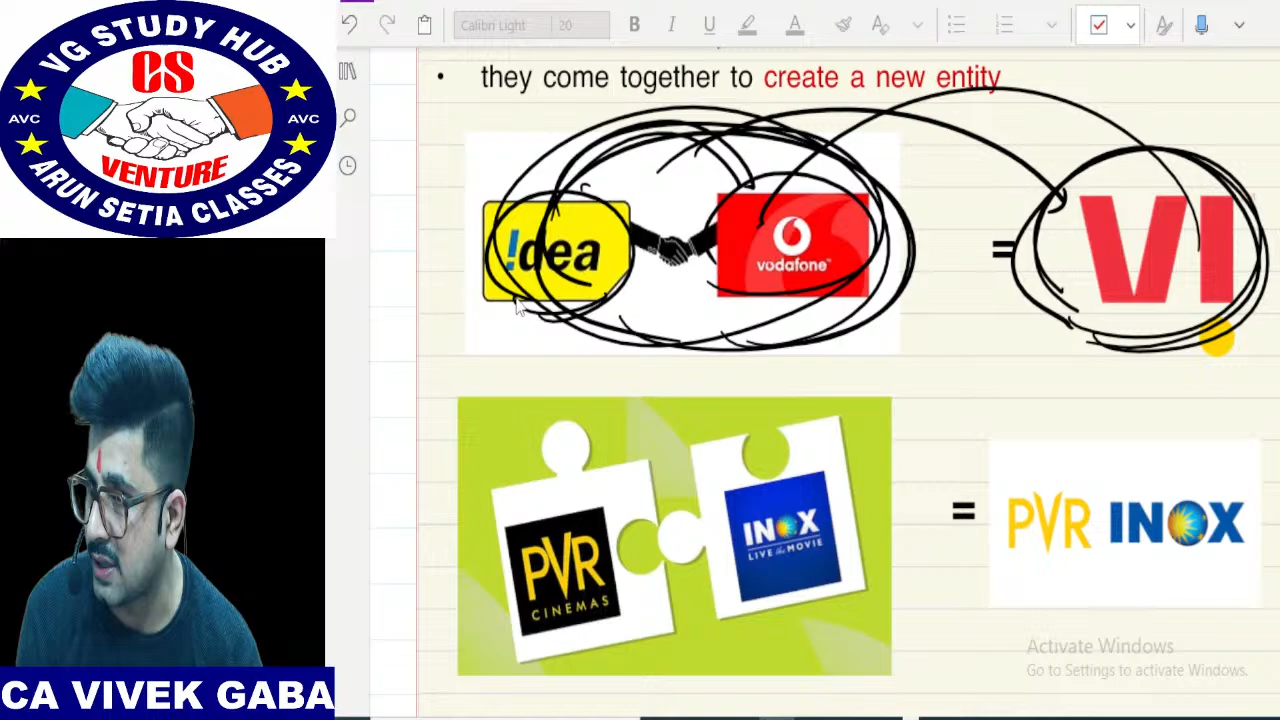 VG STUDY HUB
CS
AVC
AVC
VENTURE
ARUN SETIA CLASSES
Calibri Light
20
B
I
U
A
• they come together to create a new entity
!dea
vodafone™
=
VI
PVR
CINEMAS
INOX
LIVE the MOVIE
=
PVR INOX
Activate Windows
Go to Settings to activate Windows.
CA VIVEK GABA